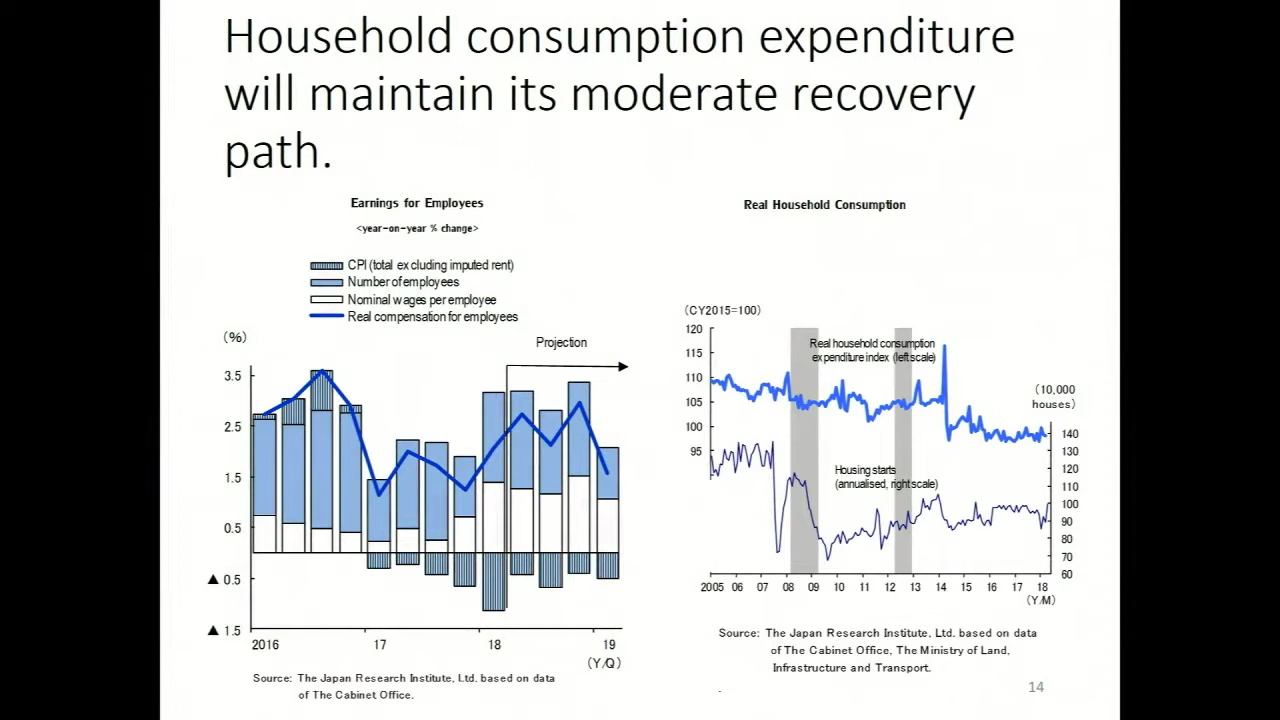 Household consumption expenditure
will maintain its moderate recovery
path.
Earnings for Employees
<year-on-year % change>
CPI (total excluding imputed rent)
Number of employees
Nominal wages per employee
Real compensation for employees
(%)
Projection
3.5
2.5
1.5
0.5
▲ 0.5
▲ 1.5
2016 17 18 19
(Y/Q)
Source: The Japan Research Institute, Ltd. based on data
of The Cabinet Office.
Real Household Consumption
(CY2015=100)
120
115
110
105
100
95
Real household consumption
expenditure index (left scale)
(10,000
houses)
140
130
120
110
100
90
80
70
60
Housing starts
(annualised, right scale)
2005 06 07 08 09 10 11 12 13 14 15 16 17 18
(Y/M)
Source: The Japan Research Institute, Ltd. based on data
of The Cabinet Office, The Ministry of Land,
Infrastructure and Transport.
14